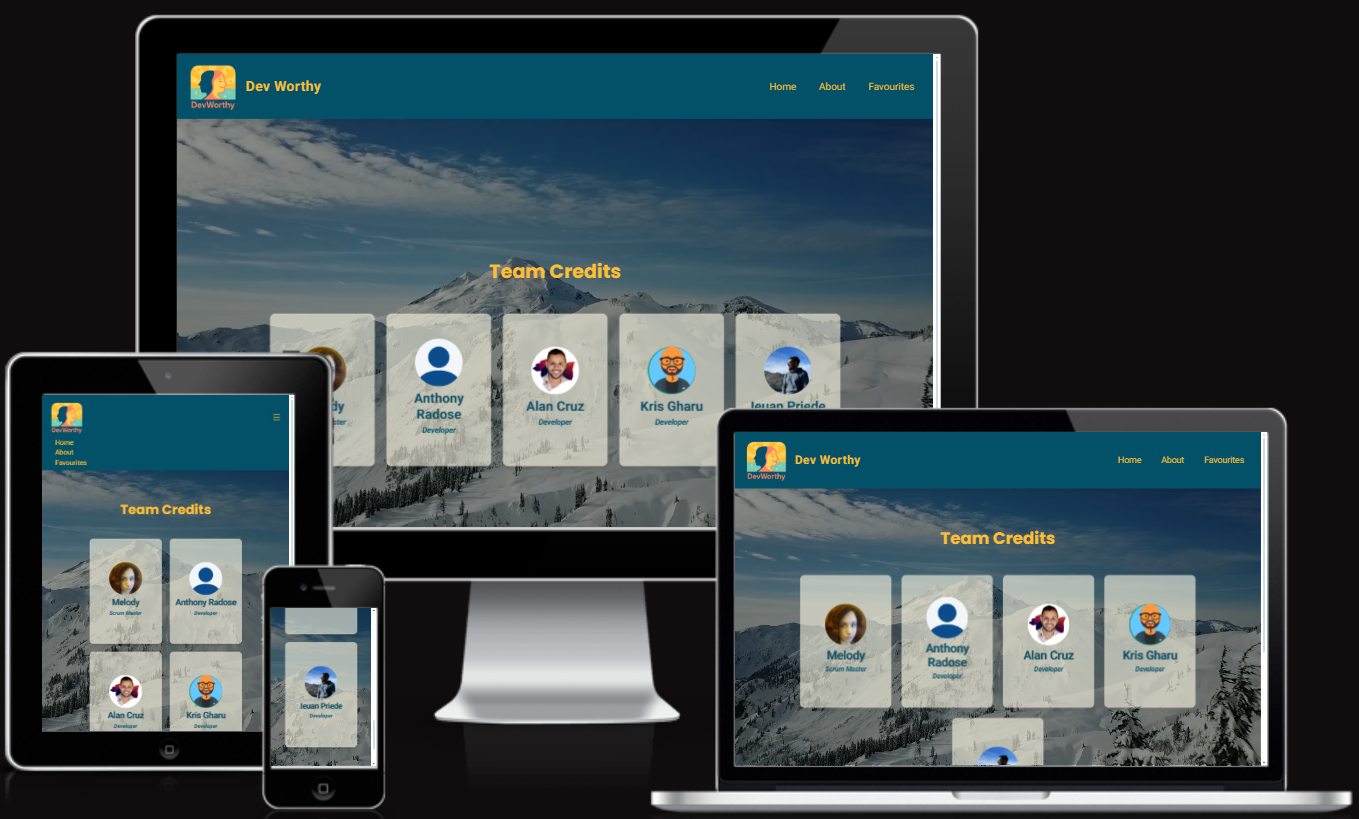 DevWorthy
Dev Worthy
Home
About
Favourites
Team Credits
dy
ster
Anthony
Radose
Developer
Alan Cruz
Developer
Kris Gharu
Developer
Ieuan Priede
DevWorthy
☰
Home
About
Favourites
Team Credits
Melody
Scrum Master
Anthony Radose
Developer
Alan Cruz
Developer
Kris Gharu
Developer
Ieuan Priede
Developer
DevWorthy
Dev Worthy
Home
About
Favourites
Team Credits
Melody
Scrum Master
Anthony
Radose
Developer
Alan Cruz
Developer
Kris Gharu
Developer